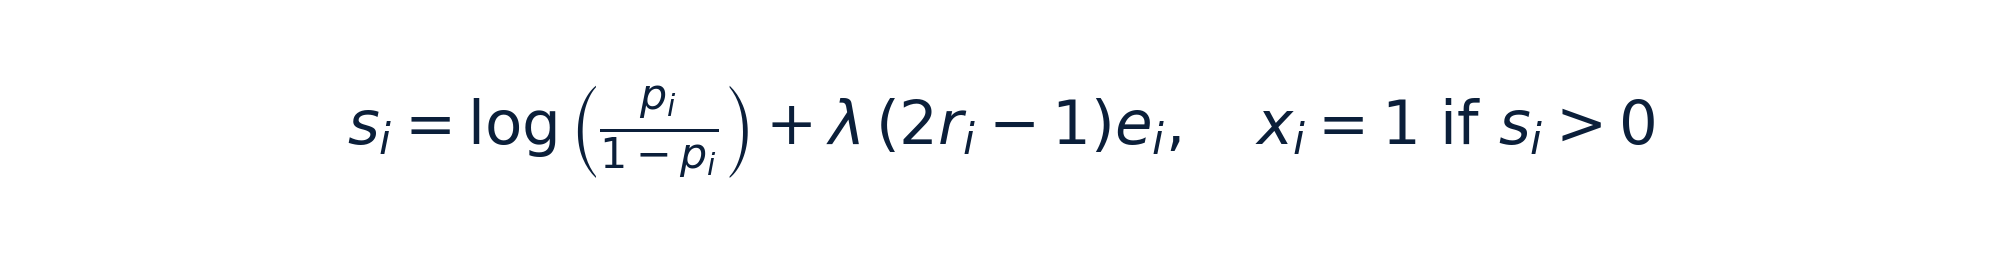 s_i = log(p_i / (1 − p_i)) + λ (2r_i − 1)e_i, x_i = 1 if s_i > 0